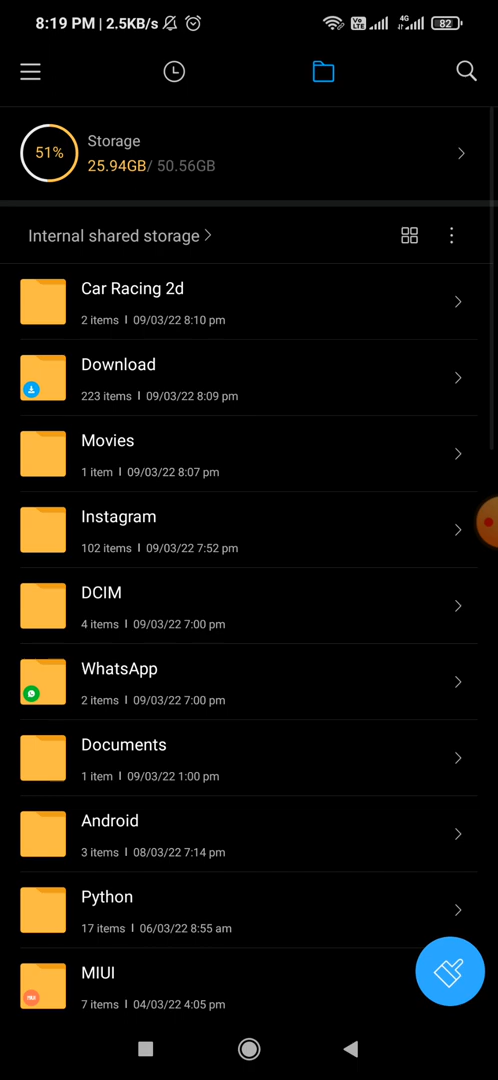 8:19 PM | 2.5KB/s Vo LTE 4G 82
51%
Storage
25.94GB/ 50.56GB
Internal shared storage
Car Racing 2d
2 items | 09/03/22 8:10 pm
Download
223 items | 09/03/22 8:09 pm
Movies
1 item | 09/03/22 8:07 pm
Instagram
102 items | 09/03/22 7:52 pm
DCIM
4 items | 09/03/22 7:00 pm
WhatsApp
2 items | 09/03/22 7:00 pm
Documents
1 item | 09/03/22 1:00 pm
Android
3 items | 08/03/22 7:14 pm
Python
17 items | 06/03/22 8:55 am
MIUI
7 items | 04/03/22 4:05 pm